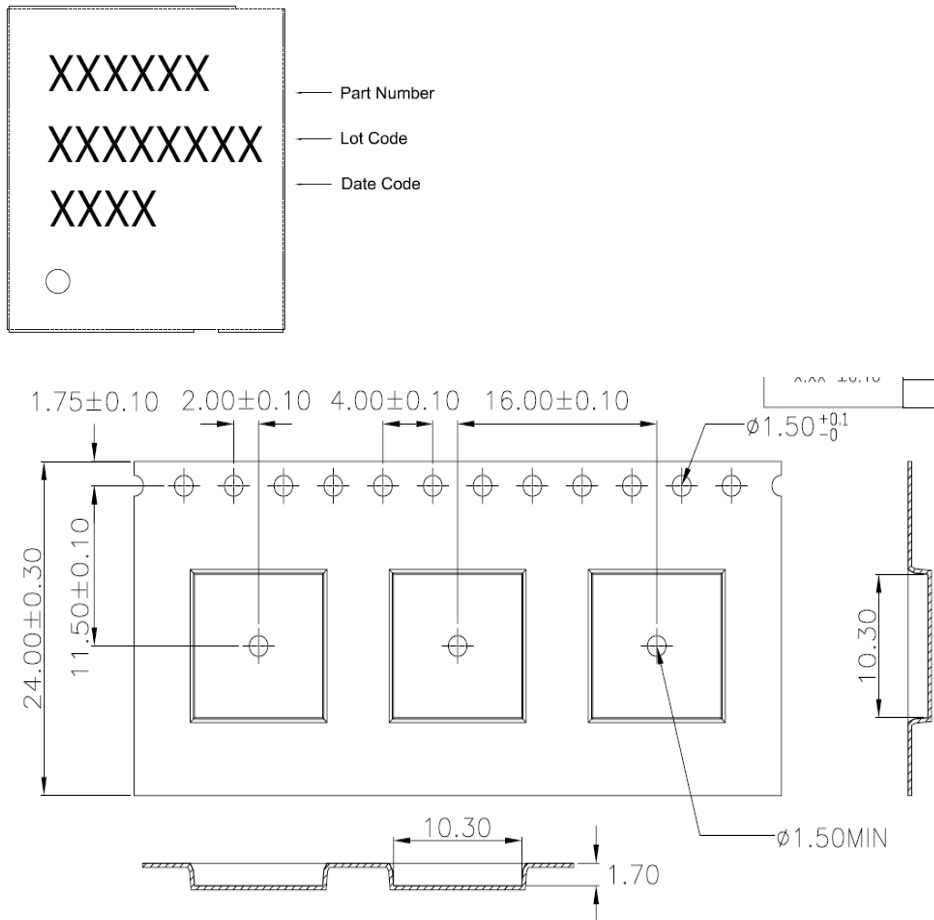 XXXXXX
XXXXXXXX
XXXX
Part Number
Lot Code
Date Code
1.75±0.10
2.00±0.10
4.00±0.10
16.00±0.10
ø1.50 +0.1 -0
24.00±0.30
11.50±0.10
10.30
ø1.50MIN
10.30
1.70